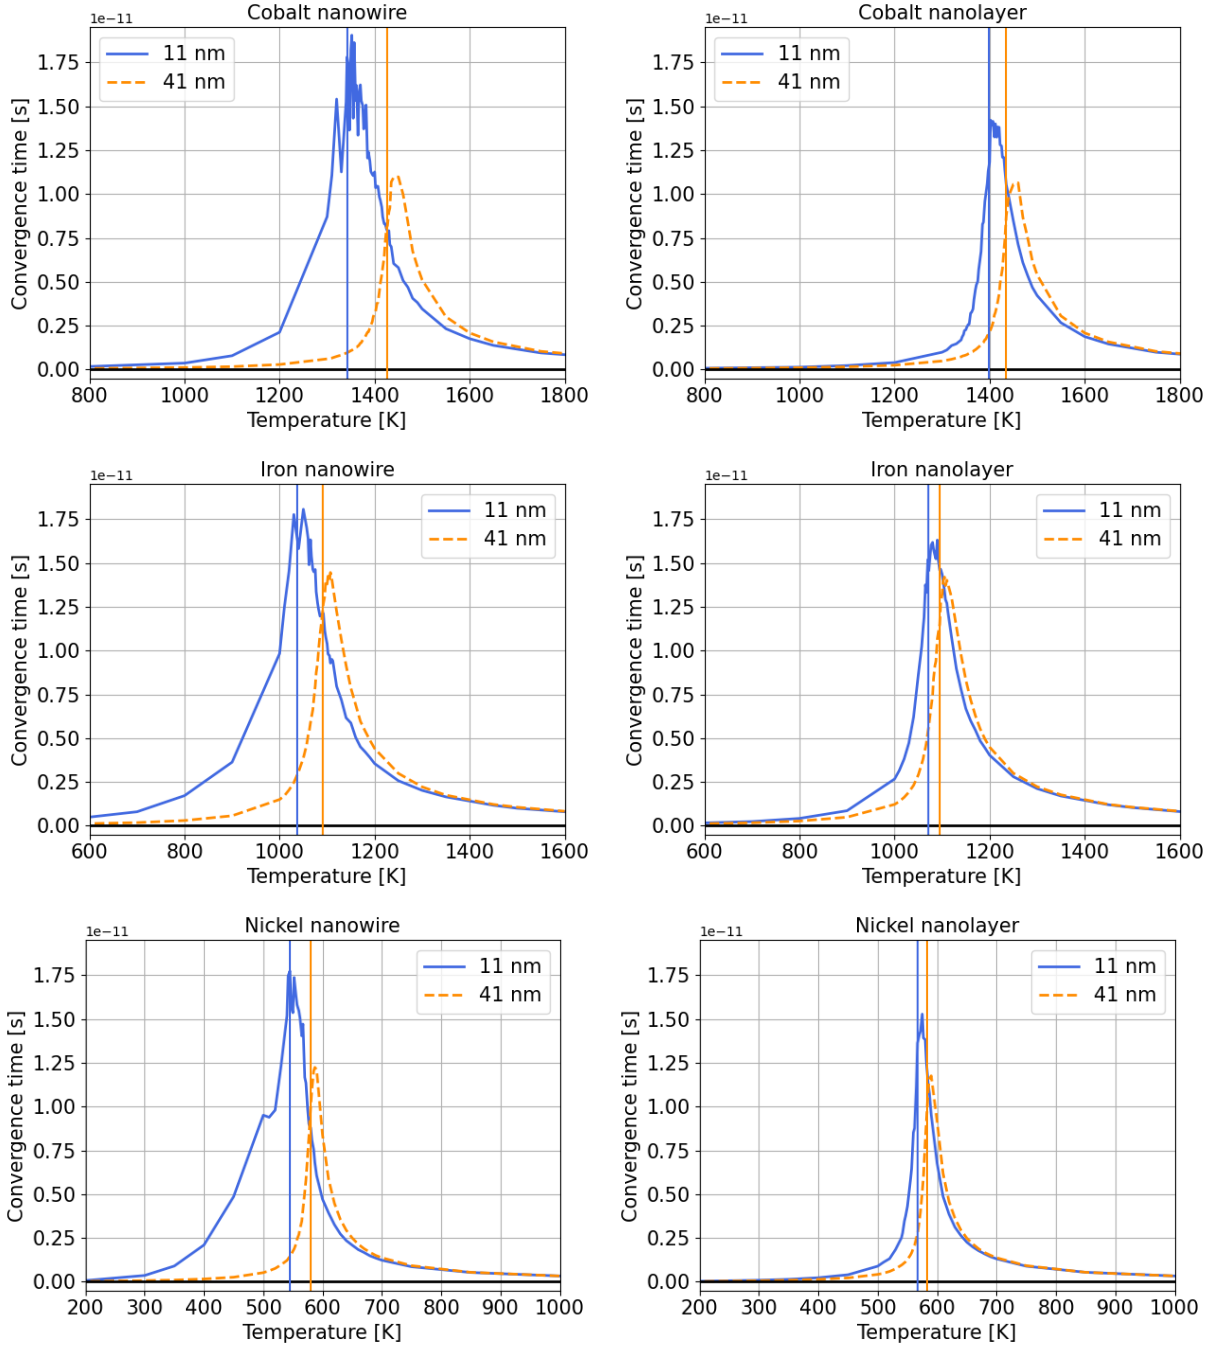 Cobalt nanowire
1e−11
11 nm
41 nm
Convergence time [s]
1.75
1.50
1.25
1.00
0.75
0.50
0.25
0.00
800 1000 1200 1400 1600 1800
Temperature [K]
Cobalt nanolayer
1e−11
11 nm
41 nm
Convergence time [s]
1.75
1.50
1.25
1.00
0.75
0.50
0.25
0.00
800 1000 1200 1400 1600 1800
Temperature [K]
Iron nanowire
1e−11
11 nm
41 nm
Convergence time [s]
1.75
1.50
1.25
1.00
0.75
0.50
0.25
0.00
600 800 1000 1200 1400 1600
Temperature [K]
Iron nanolayer
1e−11
11 nm
41 nm
Convergence time [s]
1.75
1.50
1.25
1.00
0.75
0.50
0.25
0.00
600 800 1000 1200 1400 1600
Temperature [K]
Nickel nanowire
1e−11
11 nm
41 nm
Convergence time [s]
1.75
1.50
1.25
1.00
0.75
0.50
0.25
0.00
200 300 400 500 600 700 800 900 1000
Temperature [K]
Nickel nanolayer
1e−11
11 nm
41 nm
Convergence time [s]
1.75
1.50
1.25
1.00
0.75
0.50
0.25
0.00
200 300 400 500 600 700 800 900 1000
Temperature [K]